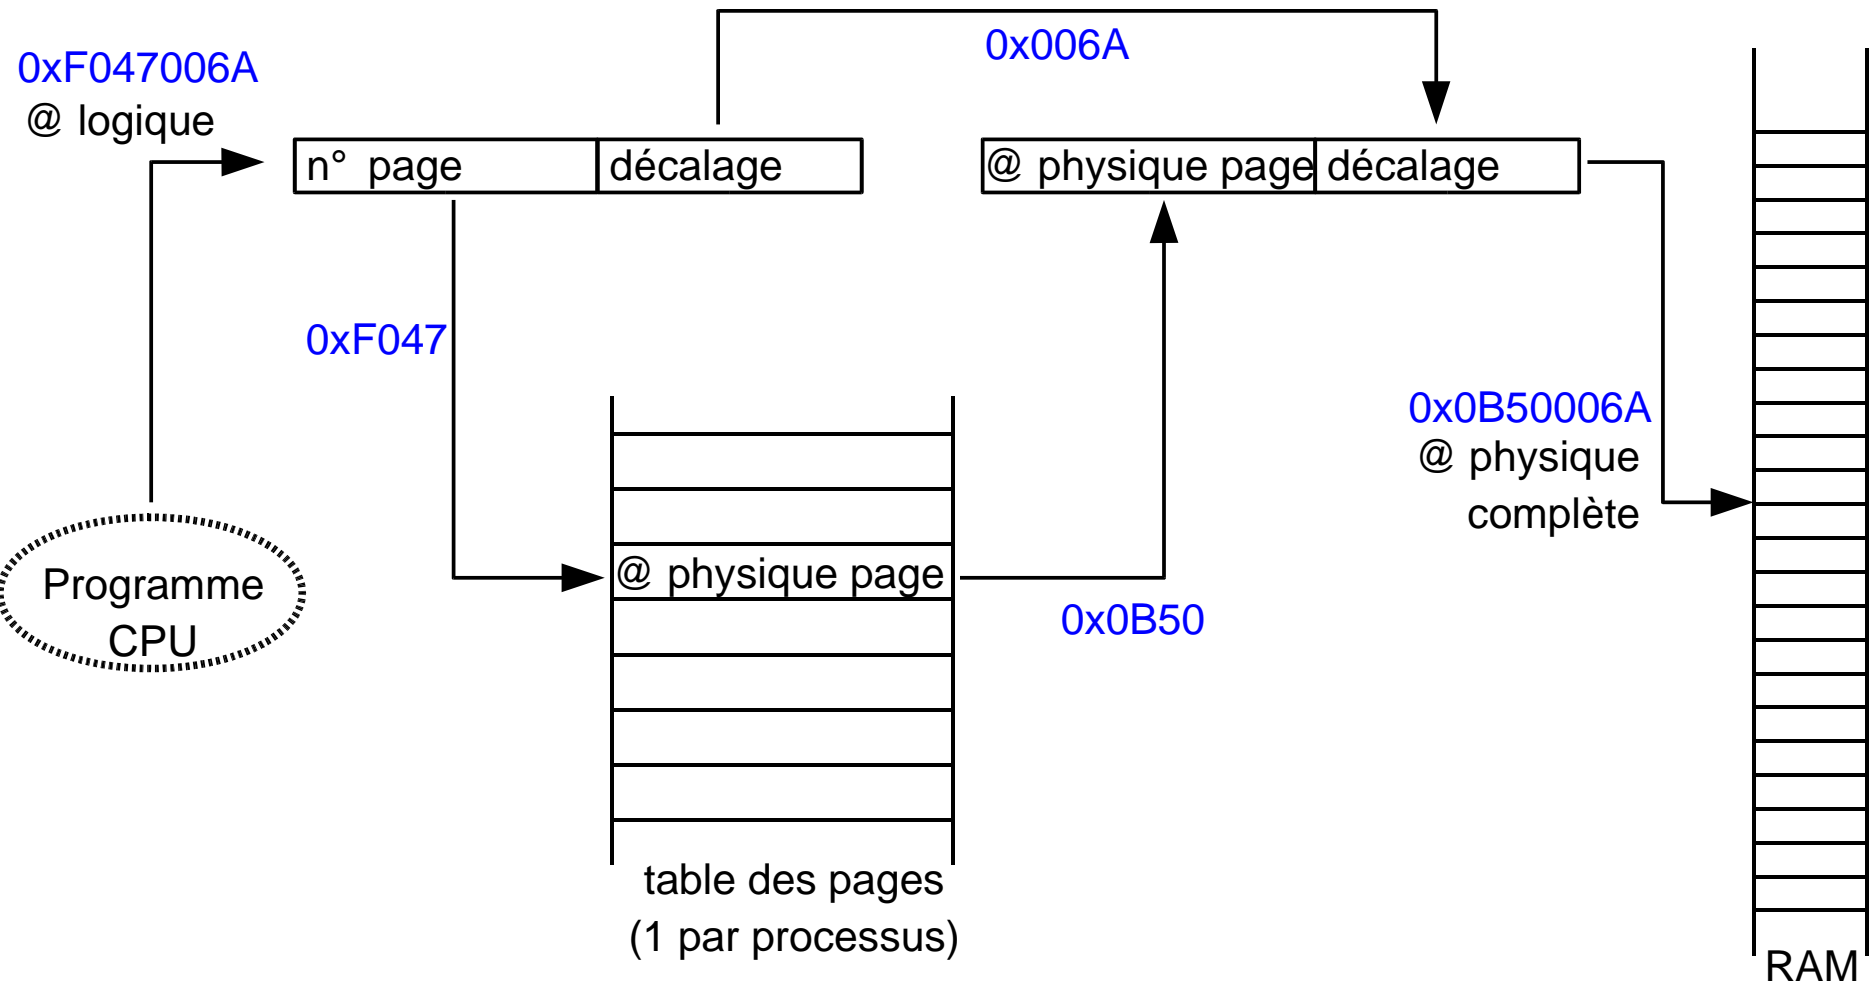 0xF047006A
@ logique
0x006A
n° page
décalage
@ physique page
décalage
0xF047
0x0B50006A
@ physique
complète
@ physique page
Programme
CPU
0x0B50
table des pages
(1 par processus)
RAM